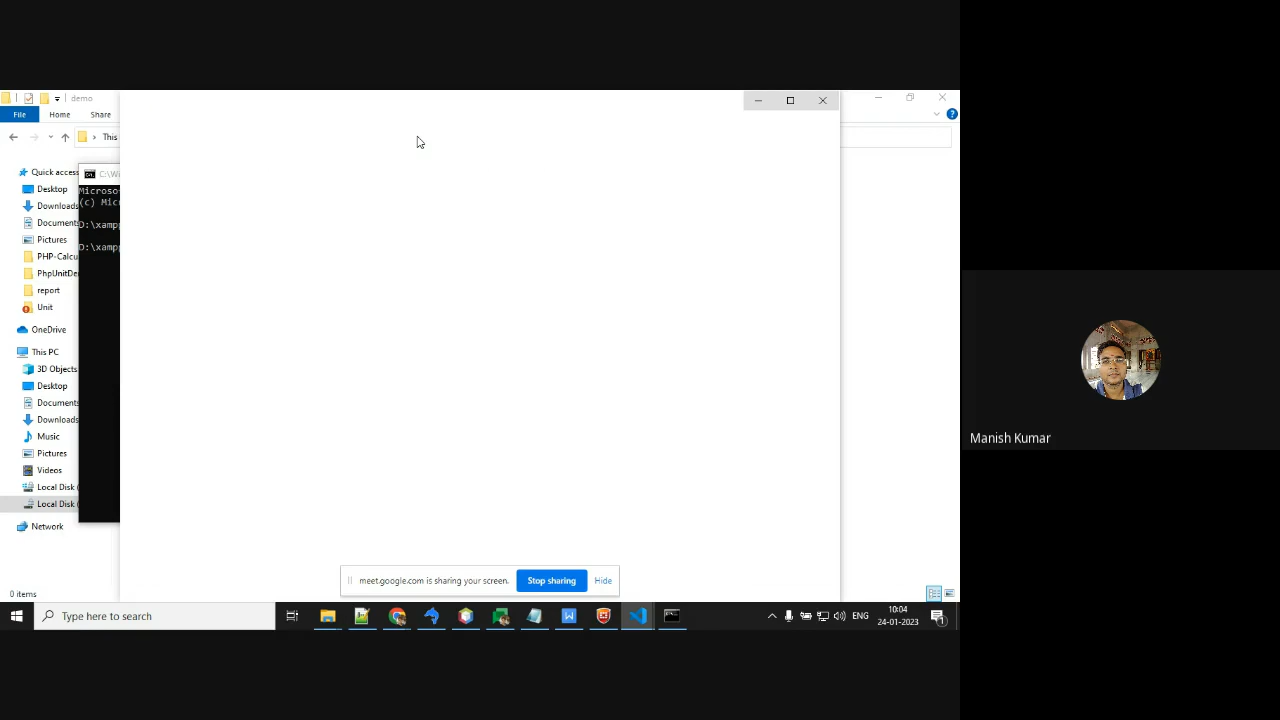 demo
File
Home
Share
This
Quick access
Desktop
Downloads
Documents
Pictures
PHP-Calcu
PhpUnitDe
report
Unit
OneDrive
This PC
3D Objects
Desktop
Documents
Downloads
Music
Pictures
Videos
Local Disk (
Local Disk (
Network
C:\Wi
Microso
(c) Mic
D:\xamp
D:\xamp
Manish Kumar
meet.google.com is sharing your screen.
Stop sharing
Hide
0 items
Type here to search
ENG
10:04
24-01-2023
1